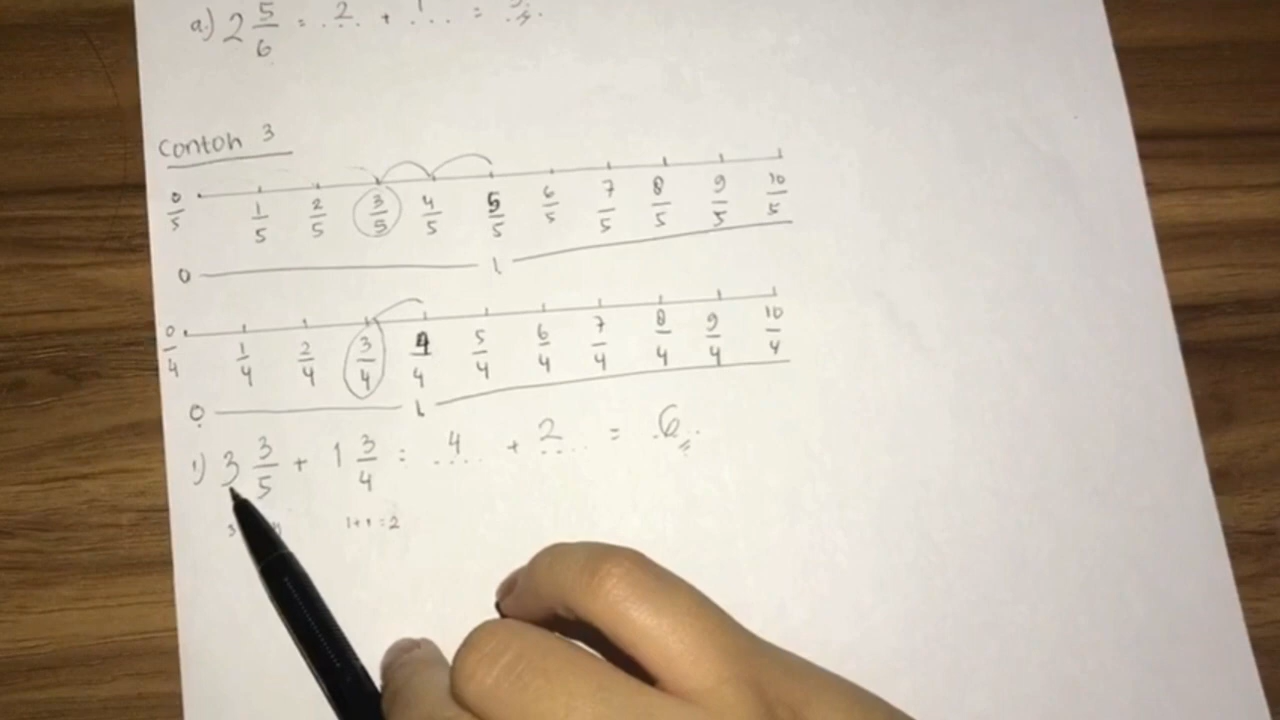 a.) 2 5/6 = ..2.. +
Contoh 3
0/5 1/5 2/5 3/5 4/5 5/5 6/5 7/5 8/5 9/5 10/5
0 1
0/4 1/4 2/4 3/4 4/4 5/4 6/4 7/4 8/4 9/4 10/4
0 1
1) 3 3/5 + 1 3/4 = ..4.. + ..2.. = ..6..
1+1=2